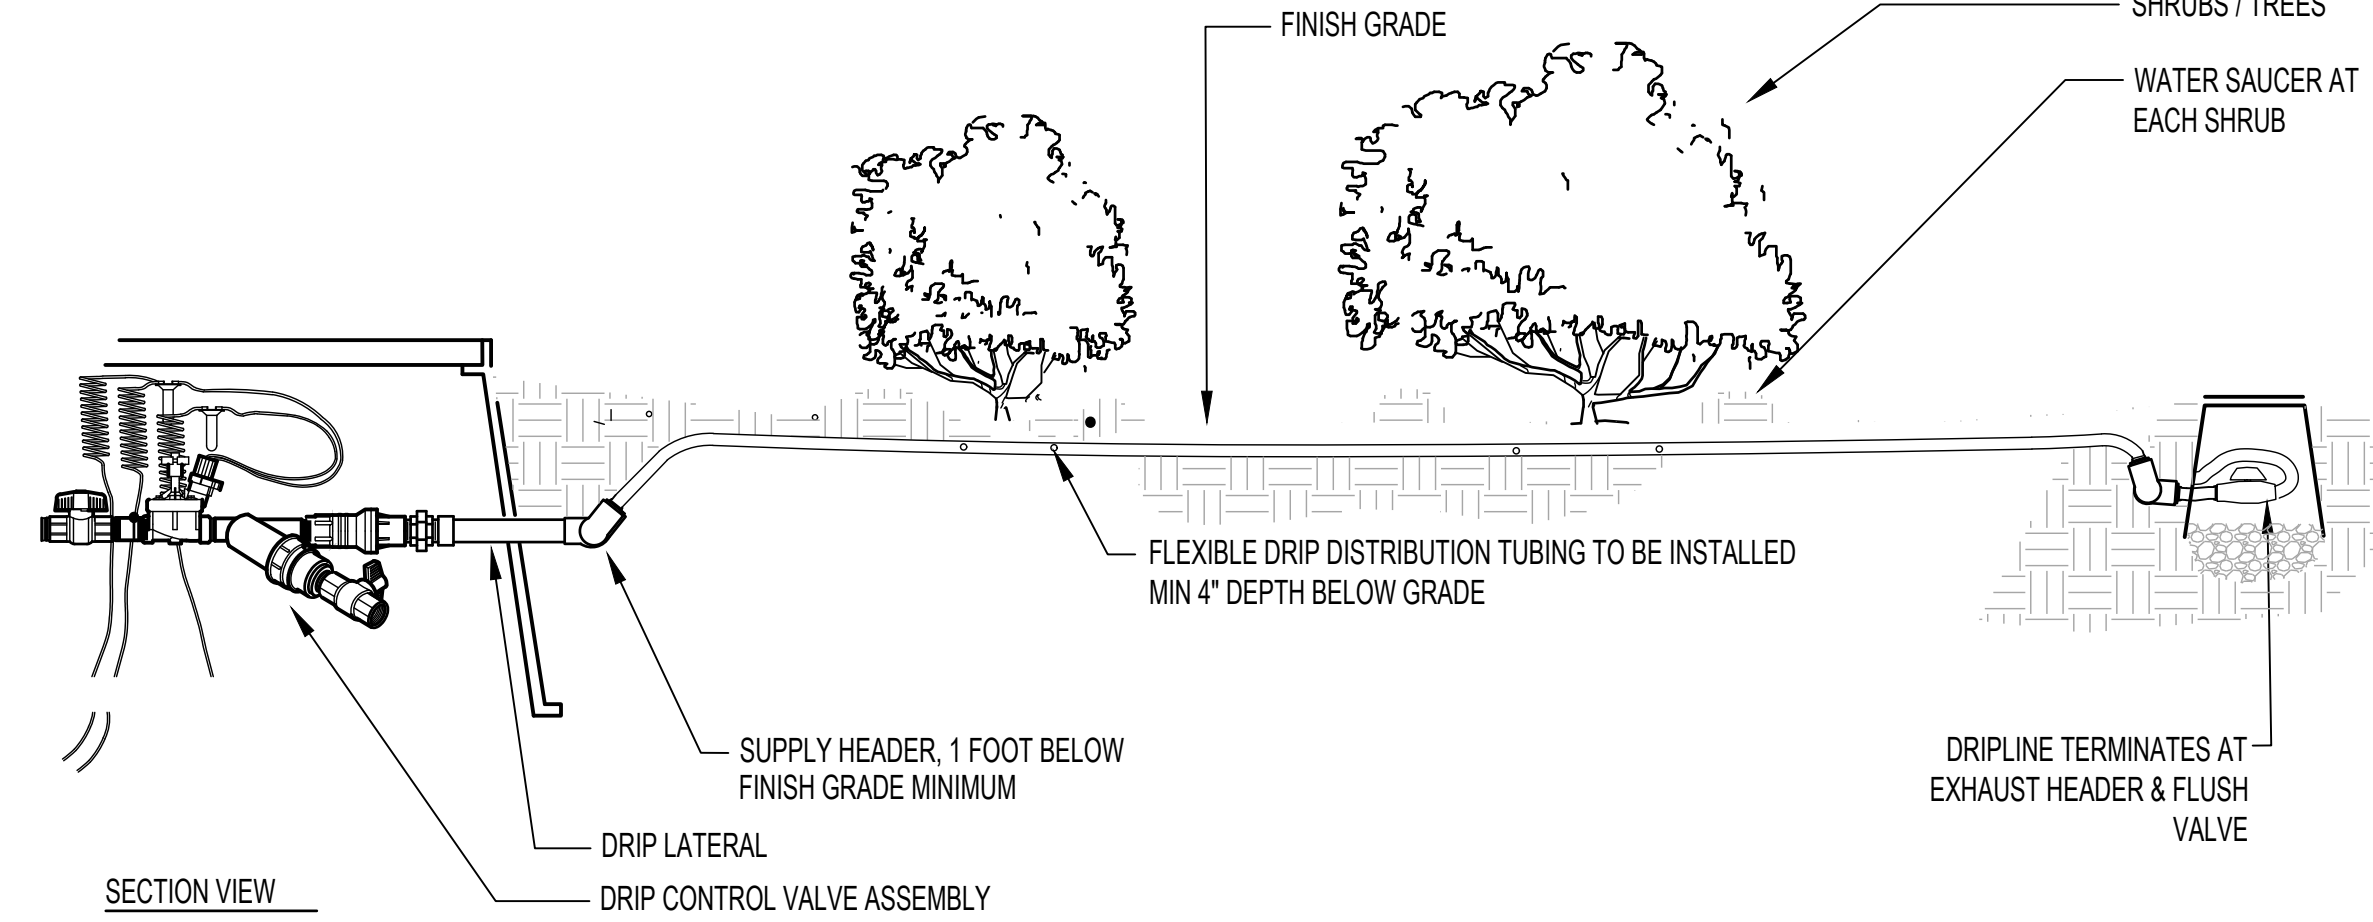 SHRUBS / TREES
FINISH GRADE
WATER SAUCER AT
EACH SHRUB
FLEXIBLE DRIP DISTRIBUTION TUBING TO BE INSTALLED
MIN 4" DEPTH BELOW GRADE
SUPPLY HEADER, 1 FOOT BELOW
FINISH GRADE MINIMUM
DRIPLINE TERMINATES AT
EXHAUST HEADER & FLUSH
VALVE
DRIP LATERAL
DRIP CONTROL VALVE ASSEMBLY
SECTION VIEW